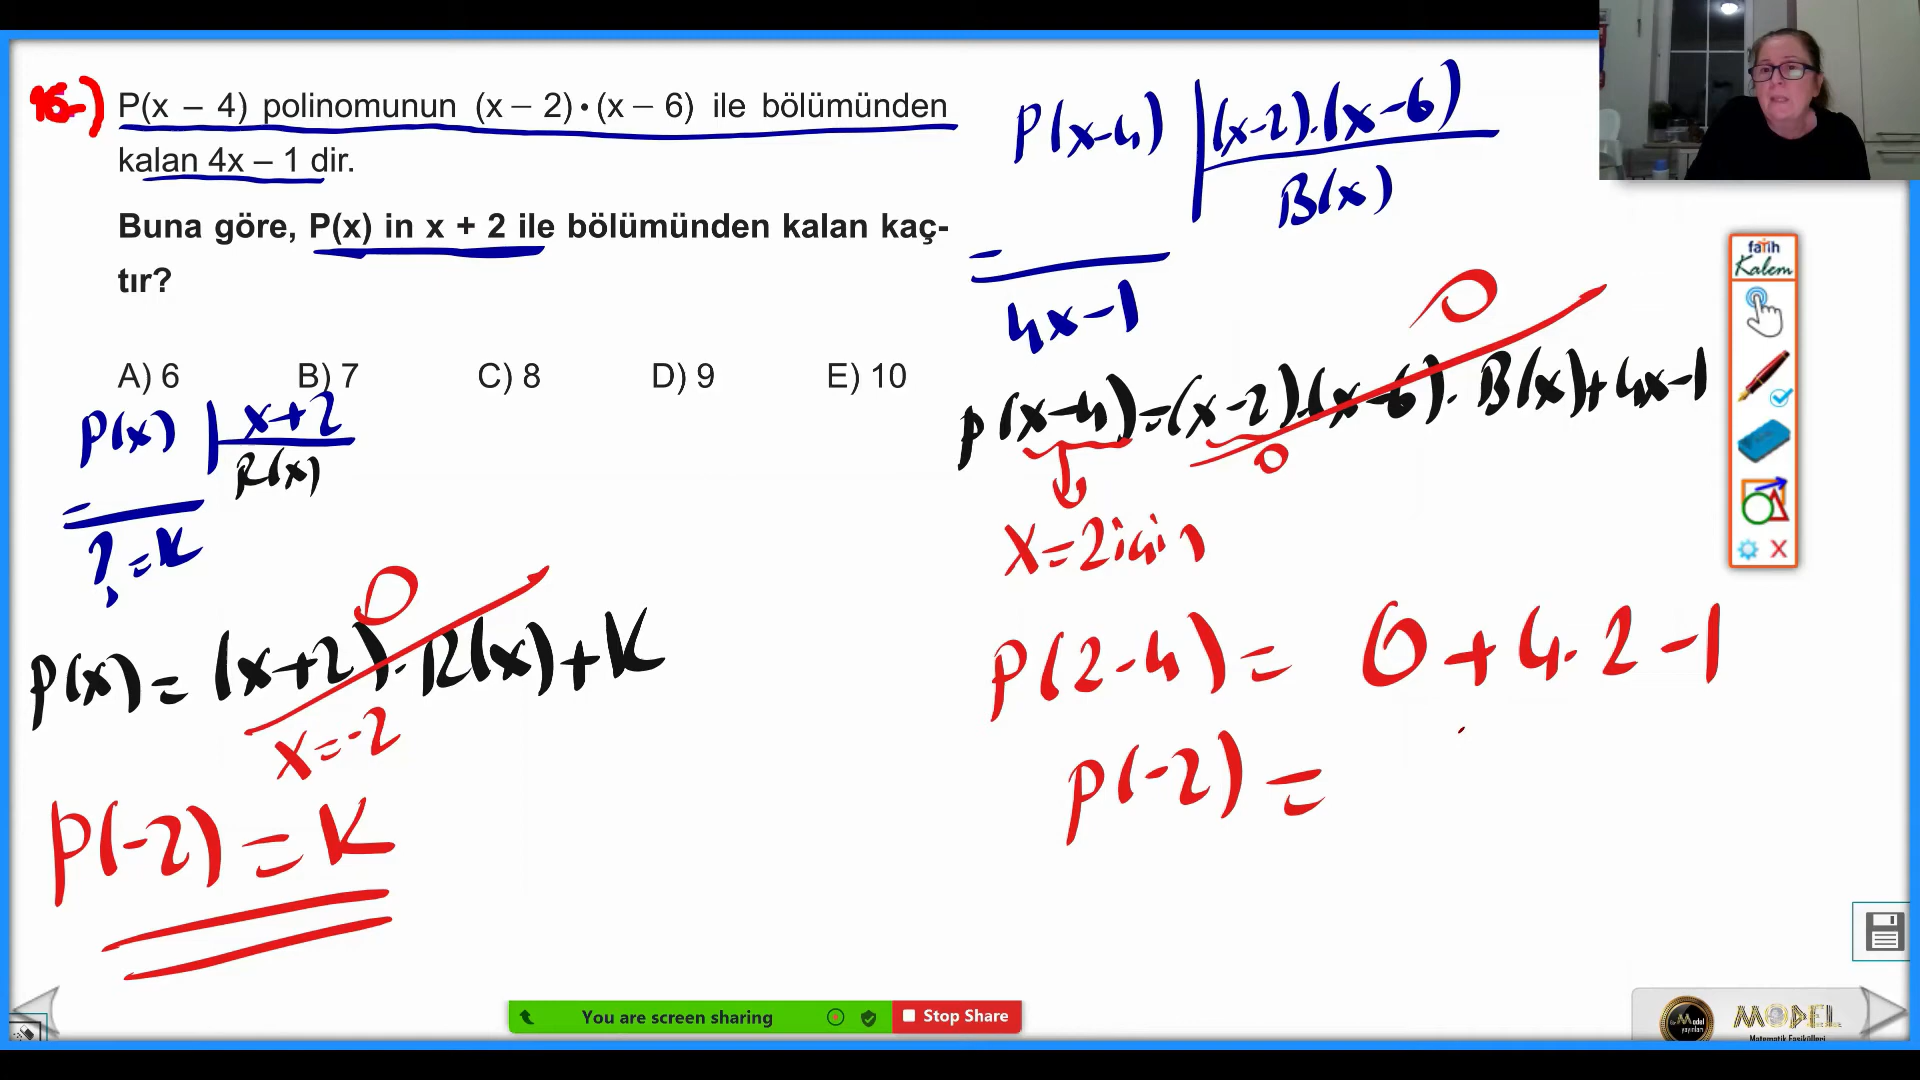 16-)
P(x – 4) polinomunun (x – 2)·(x – 6) ile bölümünden
kalan 4x – 1 dir.
Buna göre, P(x) in x + 2 ile bölümünden kalan kaç-
tır?
A) 6 B) 7 C) 8 D) 9 E) 10
P(x) x+2
R(x)
? = K
P(x) = (x+2) · R(x) + K
0
x = -2
P(-2) = K
P(x-4) (x-2).(x-6)
B(x)
4x-1
0
P(x-4) = (x-2).(x-6). B(x) + 4x-1
0
x = 2 için
P(2-4) = 0 + 4.2 - 1
P(-2) =
fatih
Kalem
You are screen sharing
Stop Share
Model
MODEL
Matematik Fasikülleri